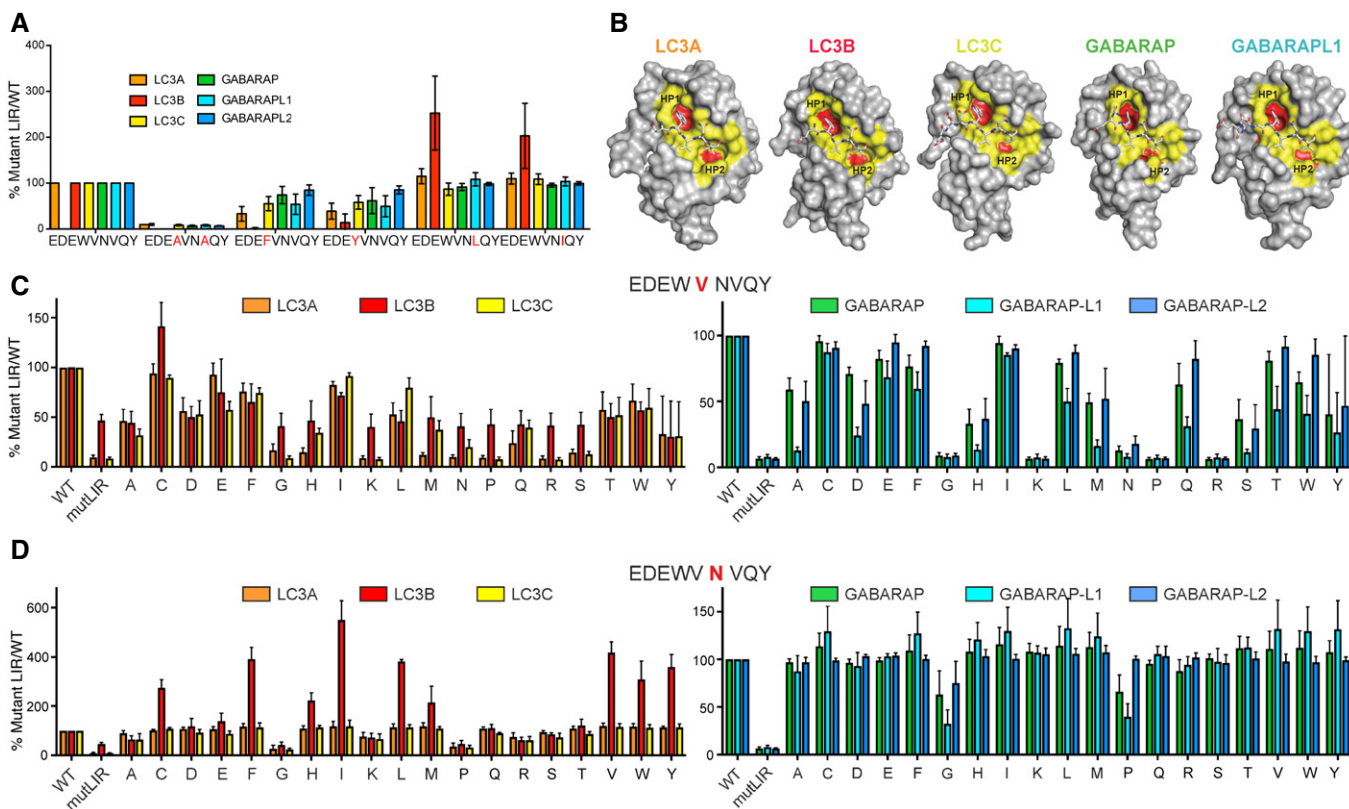 A
400
300
200
100
0
% Mutant LIR/WT
LC3A GABARAP
LC3B GABARAPL1
LC3C GABARAPL2
EDEWVNVQY EDEAVNAQY EDEFVNVQY EDEYVNVQY EDEWVNLQY EDEWVNIQY
B
LC3A LC3B LC3C GABARAP GABARAPL1
HP1 HP1 HP1 HP1 HP1
HP2 HP2 HP2 HP2 HP2
C
EDEW V NVQY
LC3A LC3B LC3C
150
100
50
0
% Mutant LIR/WT
WT mutLIR A C D E F G H I K L M N P Q R S T W Y
GABARAP GABARAP-L1 GABARAP-L2
100
50
0
WT mutLIR A C D E F G H I K L M N P Q R S T W Y
D
EDEWV N VQY
LC3A LC3B LC3C
600
400
200
0
% Mutant LIR/WT
WT mutLIR A C D E F G H I K L M P Q R S T V W Y
GABARAP GABARAP-L1 GABARAP-L2
150
100
50
0
WT mutLIR A C D E F G H I K L M P Q R S T V W Y